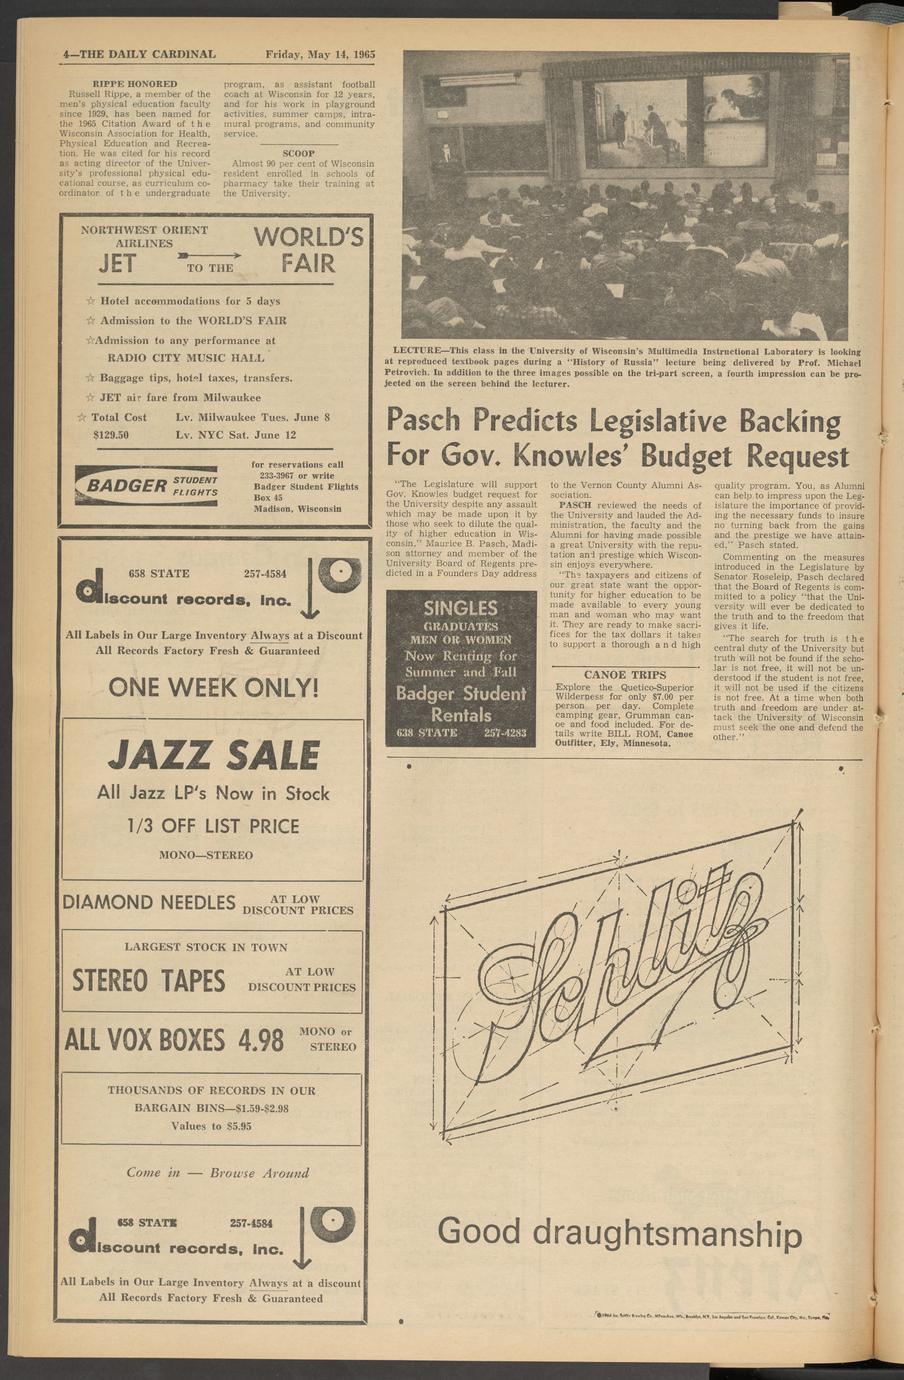 4—THE DAILY CARDINAL
Friday, May 14, 1965
RIPPE HONORED
Russell Rippe, a member of the
men's physical education faculty
since 1929, has been named for
the 1965 Citation Award of the
Wisconsin Association for Health,
Physical Education and Recrea-
tion. He was cited for his record
as acting director of the Univer-
sity's professional physical edu-
cational course, as curriculum co-
ordinator of the undergraduate
program, as assistant football
coach at Wisconsin for 12 years,
and for his work in playground
activities, summer camps, intra-
mural programs, and community
service.
SCOOP
Almost 90 per cent of Wisconsin
resident enrolled in schools of
pharmacy take their training at
the University.
NORTHWEST ORIENT
AIRLINES
JET
TO THE
WORLD'S
FAIR
☆ Hotel accommodations for 5 days
☆ Admission to the WORLD'S FAIR
☆Admission to any performance at
RADIO CITY MUSIC HALL
☆ Baggage tips, hotel taxes, transfers.
☆ JET air fare from Milwaukee
☆ Total Cost Lv. Milwaukee Tues. June 8
$129.50 Lv. NYC Sat. June 12
BADGER STUDENT
FLIGHTS
for reservations call
233-3967 or write
Badger Student Flights
Box 45
Madison, Wisconsin
658 STATE 257-4584
discount records, inc.
All Labels in Our Large Inventory Always at a Discount
All Records Factory Fresh & Guaranteed
ONE WEEK ONLY!
JAZZ SALE
All Jazz LP's Now in Stock
1/3 OFF LIST PRICE
MONO—STEREO
DIAMOND NEEDLES AT LOW
DISCOUNT PRICES
LARGEST STOCK IN TOWN
STEREO TAPES AT LOW
DISCOUNT PRICES
ALL VOX BOXES 4.98 MONO or
STEREO
THOUSANDS OF RECORDS IN OUR
BARGAIN BINS—$1.59-$2.98
Values to $5.95
Come in — Browse Around
658 STATE 257-4584
discount records, inc.
All Labels in Our Large Inventory Always at a discount
All Records Factory Fresh & Guaranteed
LECTURE—This class in the University of Wisconsin's Multimedia Instructional Laboratory is looking
at reproduced textbook pages during a "History of Russia" lecture being delivered by Prof. Michael
Petrovich. In addition to the three images possible on the tri-part screen, a fourth impression can be pro-
jected on the screen behind the lecturer.
Pasch Predicts Legislative Backing
For Gov. Knowles' Budget Request
"The Legislature will support
Gov. Knowles budget request for
the University despite any assault
which may be made upon it by
those who seek to dilute the qual-
ity of higher education in Wis-
consin," Maurice B. Pasch, Madi-
son attorney and member of the
University Board of Regents pre-
dicted in a Founders Day address
to the Vernon County Alumni As-
sociation.
PASCH reviewed the needs of
the University and lauded the Ad-
ministration, the faculty and the
Alumni for having made possible
a great University with the repu-
tation and prestige which Wiscon-
sin enjoys everywhere.
"The taxpayers and citizens of
our great state want the oppor-
tunity for higher education to be
made available to every young
man and woman who may want
it. They are ready to make sacri-
fices for the tax dollars it takes
to support a thorough and high
quality program. You, as Alumni
can help to impress upon the Leg-
islature the importance of provid-
ing the necessary funds to insure
no turning back from the gains
and the prestige we have attain-
ed," Pasch stated.
Commenting on the measures
introduced in the Legislature by
Senator Roseleip, Pasch declared
that the Board of Regents is com-
mitted to a policy "that the Uni-
versity will ever be dedicated to
the truth and to the freedom that
gives it life.
"The search for truth is the
central duty of the University but
truth will not be found if the scho-
lar is not free, it will not be un-
derstood if the student is not free,
it will not be used if the citizens
is not free. At a time when both
truth and freedom are under at-
tack the University of Wisconsin
must seek the one and defend the
other."
SINGLES
GRADUATES
MEN OR WOMEN
Now Renting for
Summer and Fall
Badger Student
Rentals
638 STATE 257-4283
CANOE TRIPS
Explore the Quetico-Superior
Wilderness for only $7.00 per
person per day. Complete
camping gear, Grumman can-
oe and food included. For de-
tails write BILL ROM, Canoe
Outfitter, Ely, Minnesota.
Schlitz
Good draughtsmanship
©1964 Jos. Schlitz Brewing Co., Milwaukee, Wis., Brooklyn, N.Y., Los Angeles and San Francisco, Cal., Kansas City, Mo., Tampa, Fla.